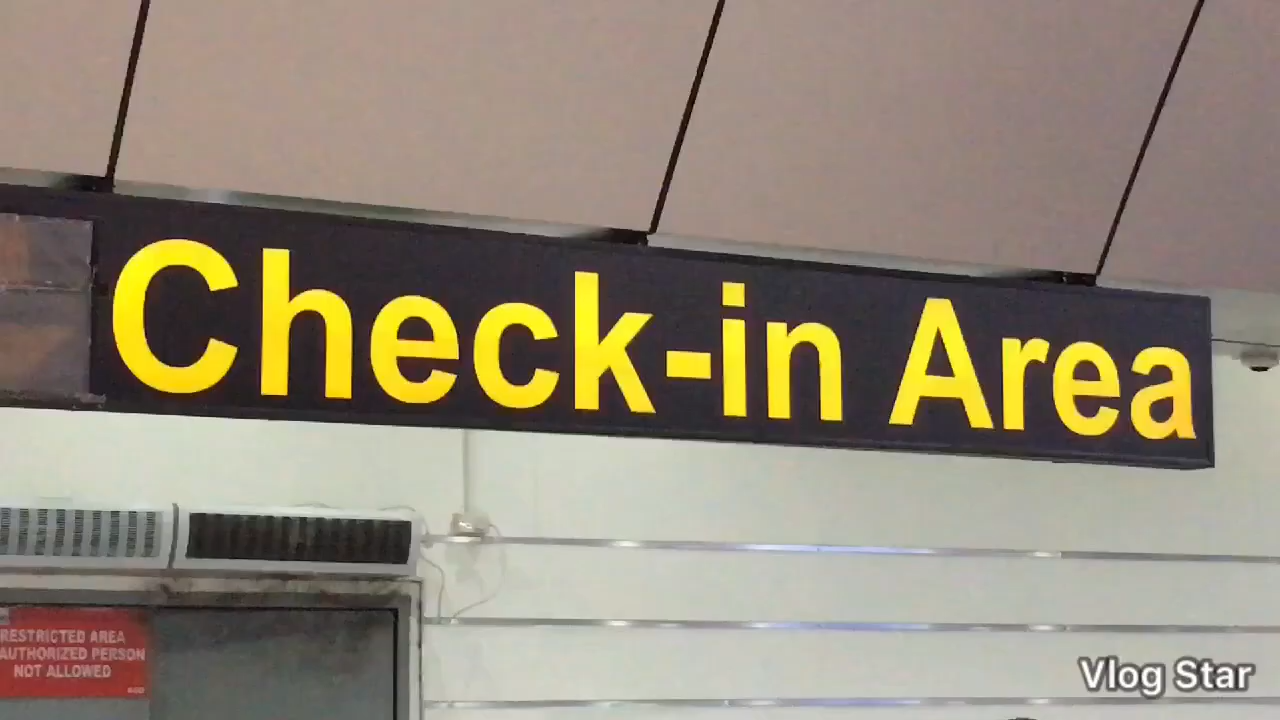 Check-in Area
RESTRICTED AREA
AUTHORIZED PERSON
NOT ALLOWED
Vlog Star